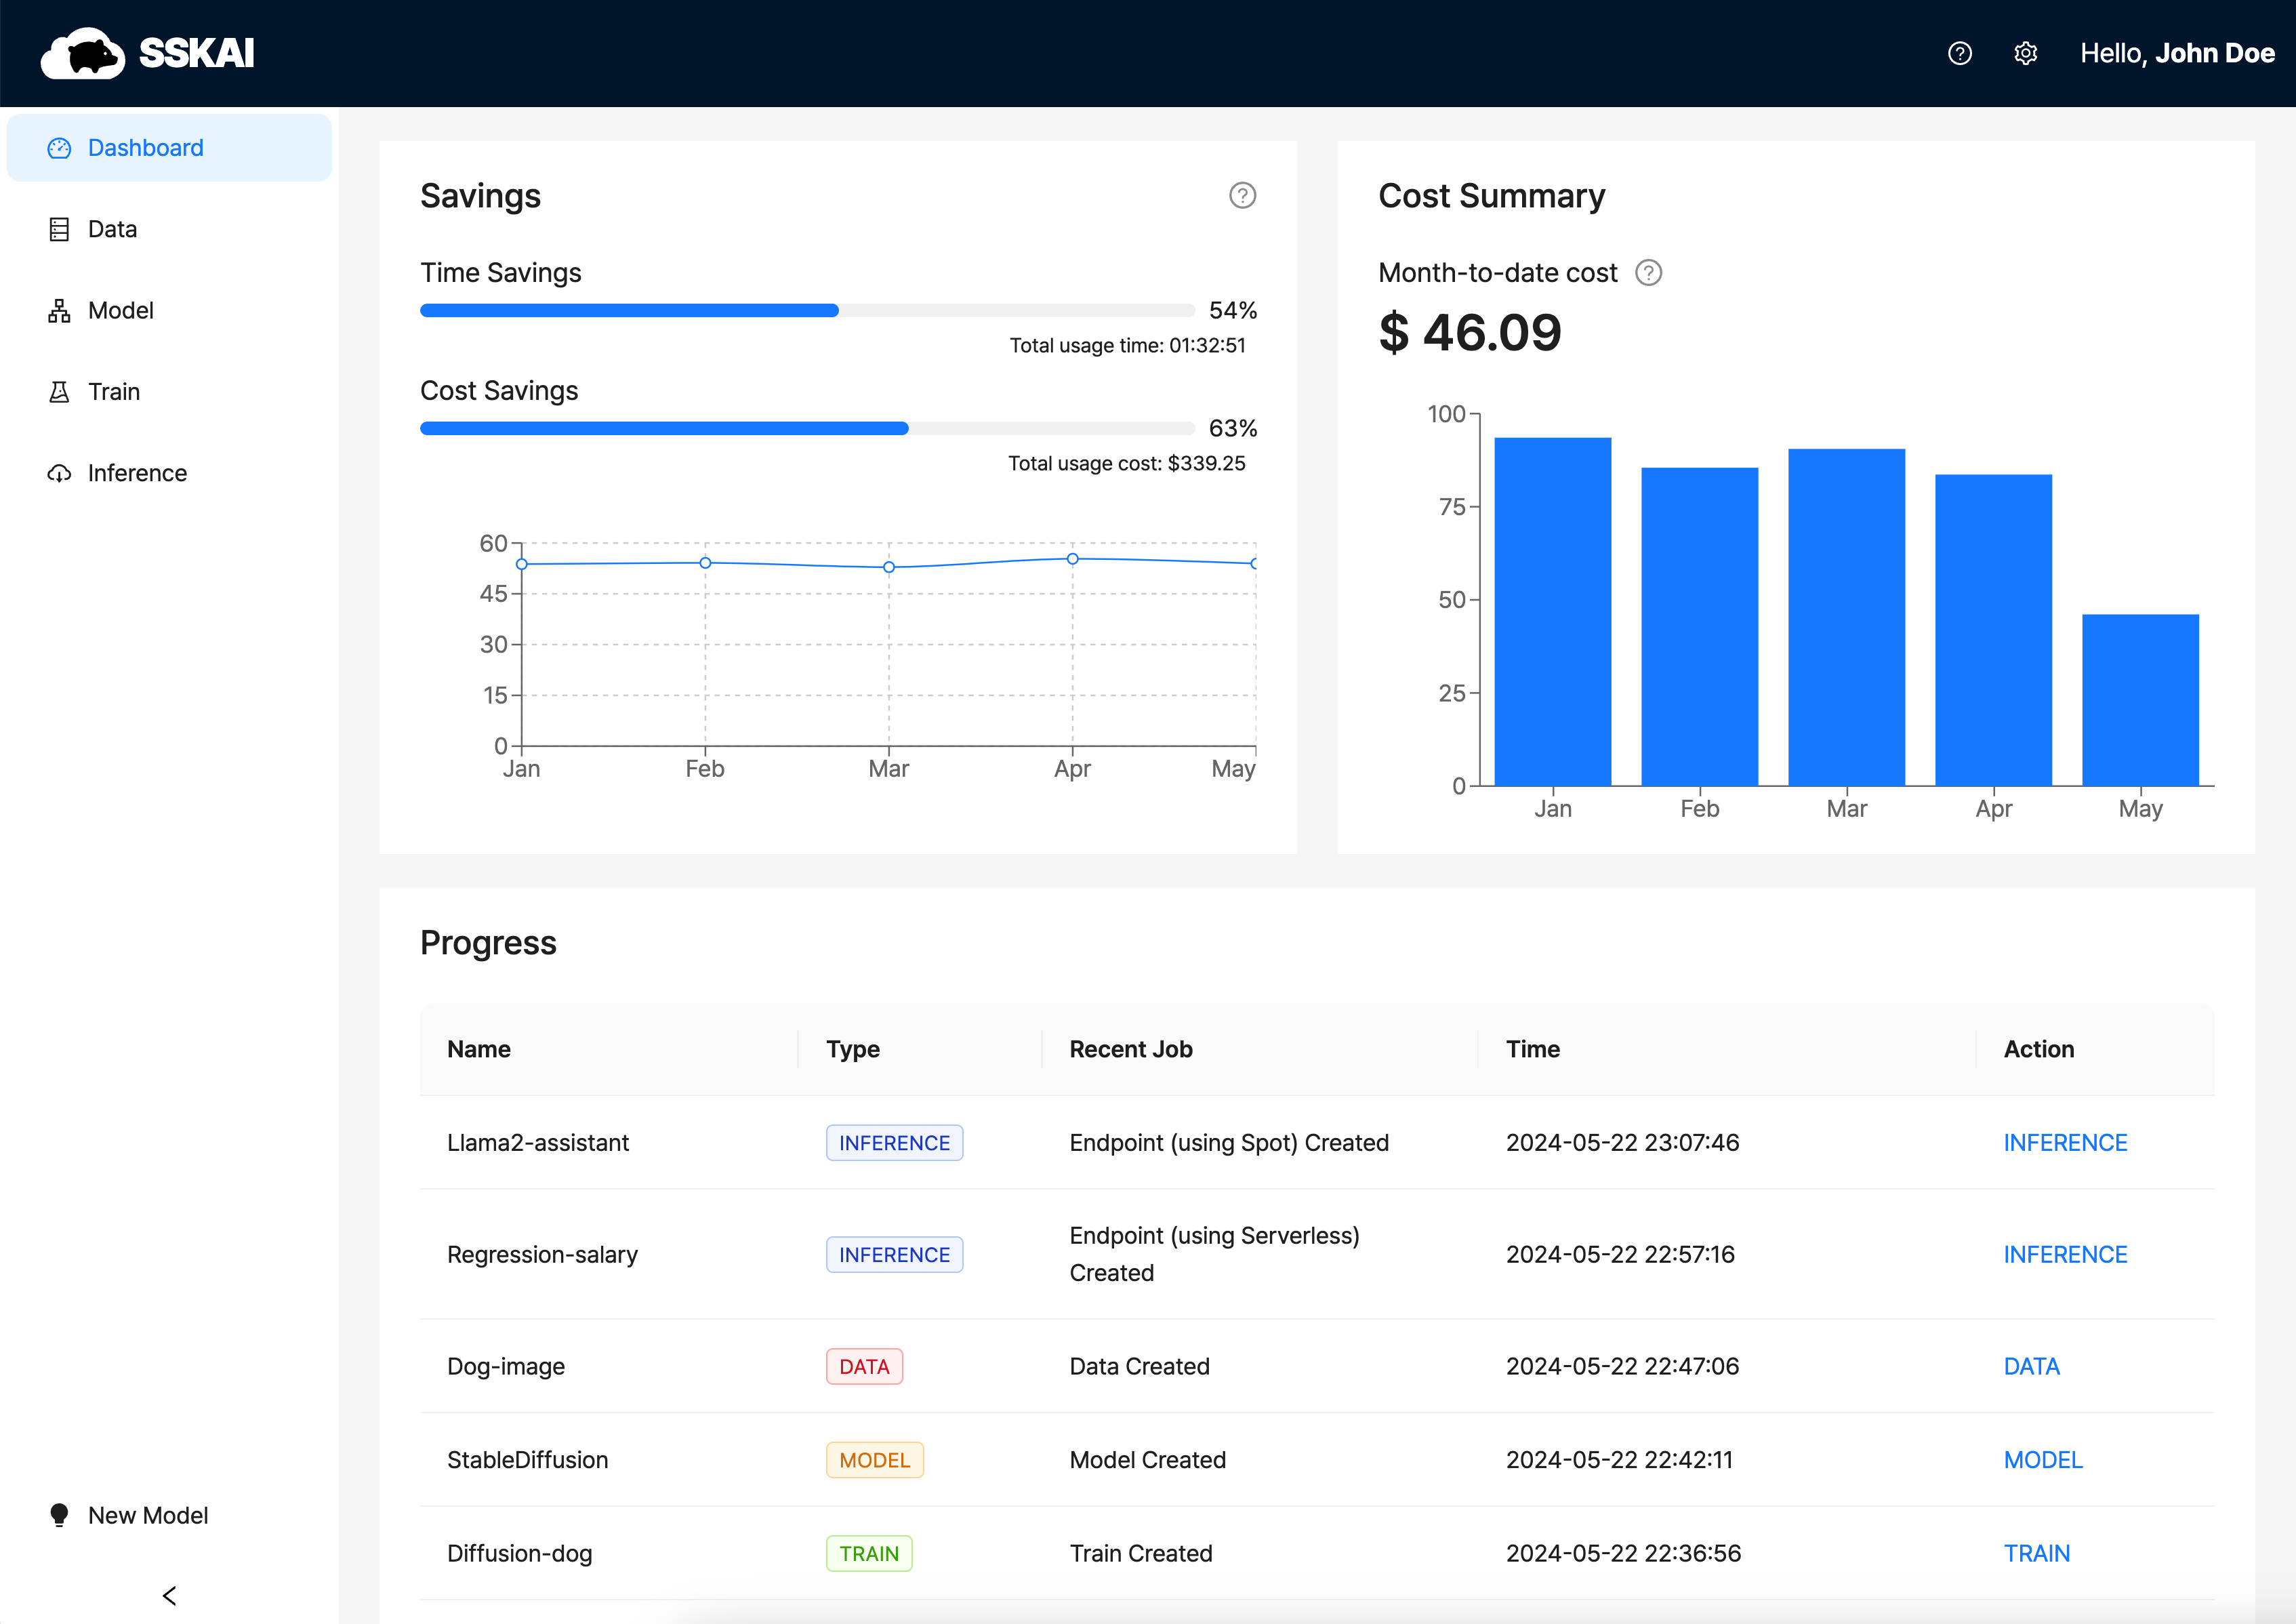 SSKAI
Hello, John Doe
Dashboard
Data
Model
Train
Inference
New Model
Savings
Time Savings
54%
Total usage time: 01:32:51
Cost Savings
63%
Total usage cost: $339.25
60
45
30
15
0
Jan Feb Mar Apr May
Cost Summary
Month-to-date cost
$ 46.09
100
75
50
25
0
Jan Feb Mar Apr May
Progress
Name Type Recent Job Time Action
Llama2-assistant INFERENCE Endpoint (using Spot) Created 2024-05-22 23:07:46 INFERENCE
Regression-salary INFERENCE Endpoint (using Serverless)
Created 2024-05-22 22:57:16 INFERENCE
Dog-image DATA Data Created 2024-05-22 22:47:06 DATA
StableDiffusion MODEL Model Created 2024-05-22 22:42:11 MODEL
Diffusion-dog TRAIN Train Created 2024-05-22 22:36:56 TRAIN